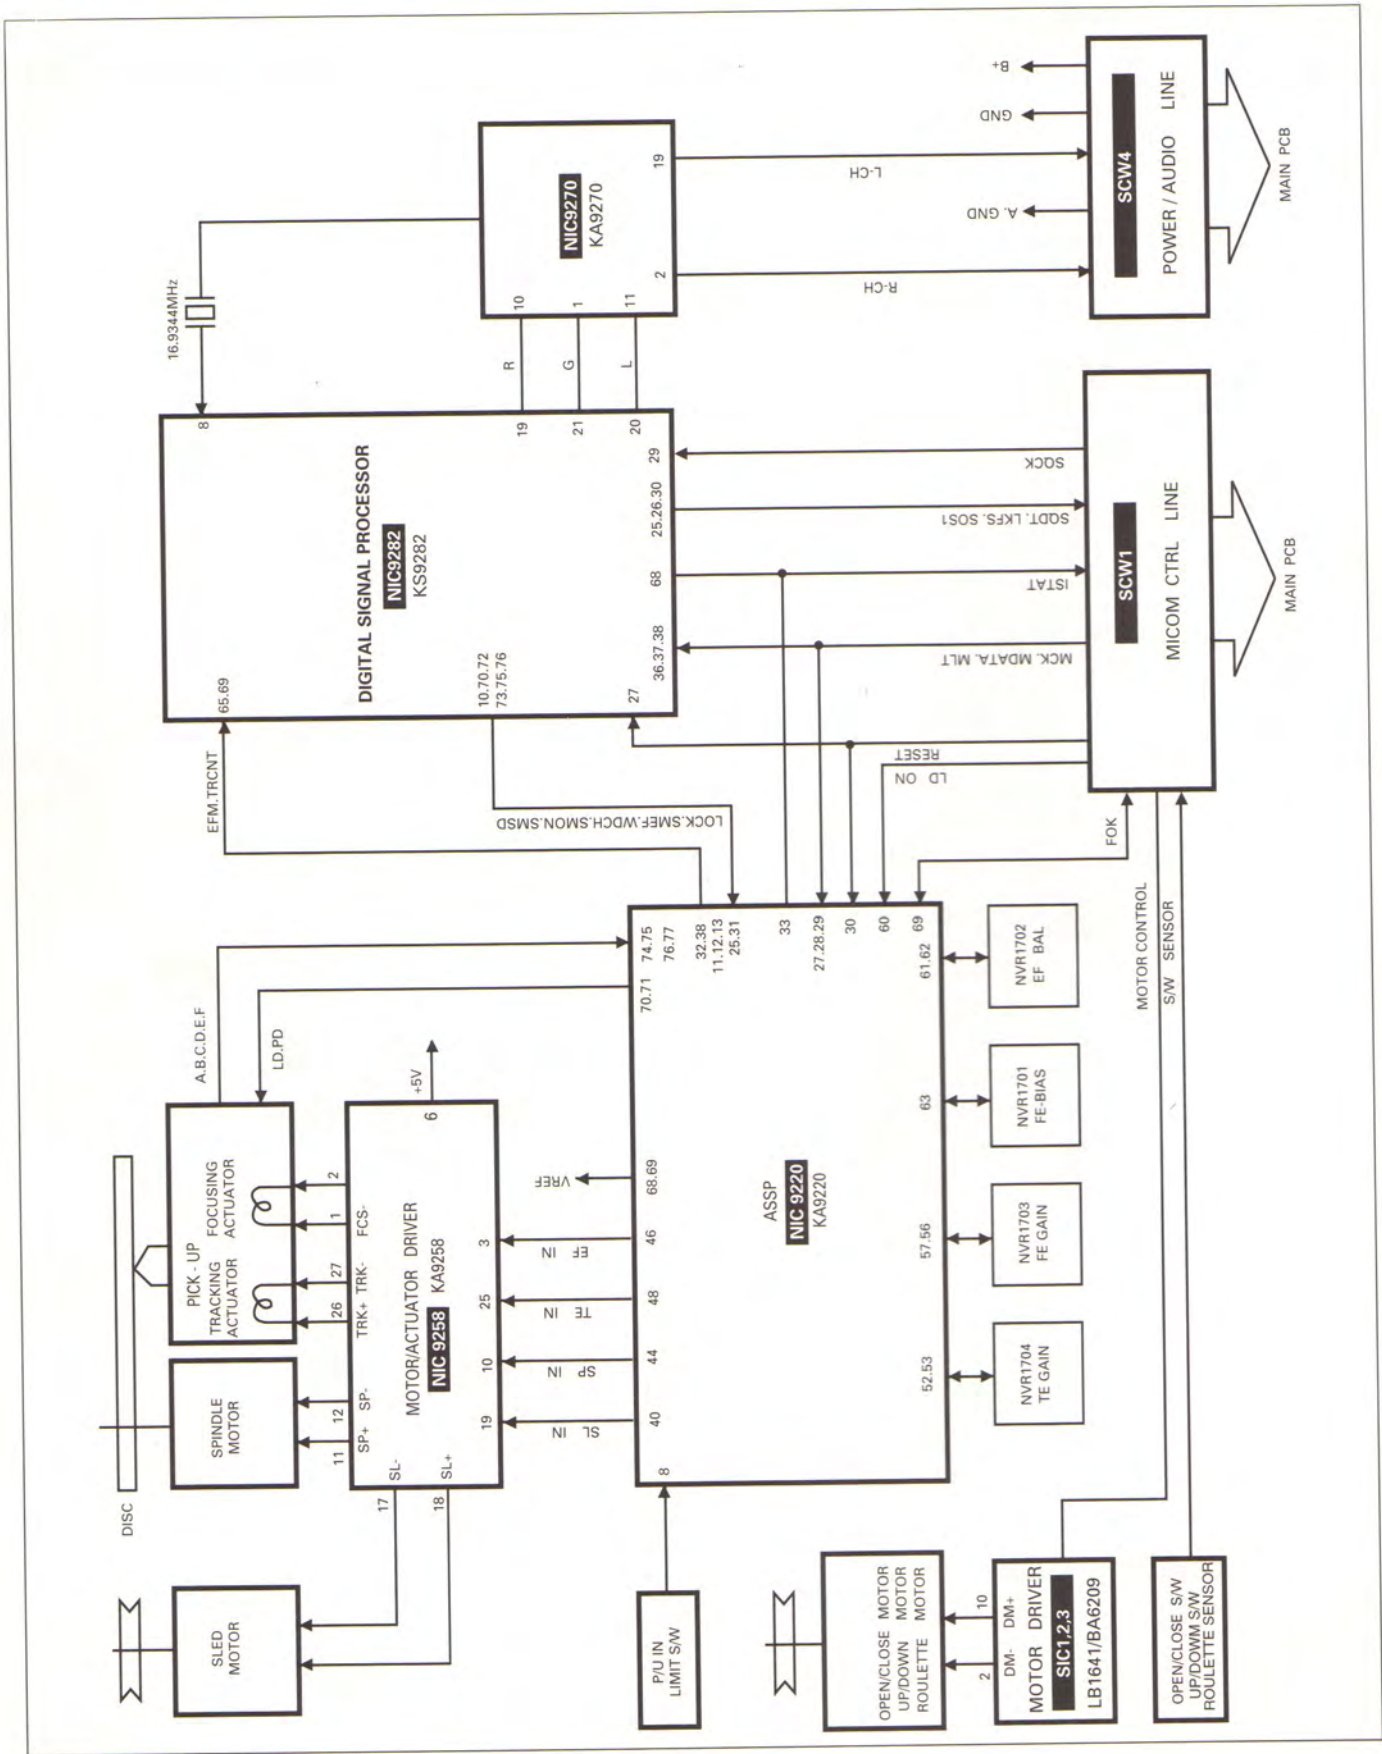 DISC
SLED
MOTOR
SPINDLE
MOTOR
PICK - UP
TRACKING
ACTUATOR
FOCUSING
ACTUATOR
A.B.C.D.E.F
LD.PD
17
SL-
18
SL+
11
SP+
12
SP-
26
TRK+
27
TRK-
1
FCS-
2
MOTOR/ACTUATOR DRIVER
NIC 9258 KA9258
6
+5V
19
10
25
3
SL IN
SP IN
TE IN
EF IN
VREF
40
44
48
46
68.69
70.71
74.75
76.77
32.38
11.12.13
25.31
33
27.28.29
30
60
69
61.62
63
57.56
52.53
8
ASSP
NIC 9220
KA9220
P/U IN
LIMIT S/W
NVR1704
TE GAIN
NVR1703
FE GAIN
NVR1701
FE-BIAS
NVR1702
EF BAL
OPEN/CLOSE MOTOR
UP/DOWN MOTOR
ROULETTE MOTOR
2
DM-
10
DM+
MOTOR DRIVER
SIC1,2,3
LB1641/BA6209
OPEN/CLOSE S/W
UP/DOWM S/W
ROULETTE SENSOR
MOTOR CONTROL
S/W SENSOR
FOK
LD ON
RESET
EFM.TRCNT
LOCK.SMEF.WDCH.SMON.SMSD
65.69
10.70.72
73.75.76
27
36.37.38
68
25.26.30
29
8
19
21
20
DIGITAL SIGNAL PROCESSOR
NIC9282
KS9282
MCK. MDATA. MLT
ISTAT
SQDT. LKFS. SOS1
SQCK
SCW1
MICOM CTRL LINE
MAIN PCB
16.9344MHz
R
G
L
10
1
11
2
19
NIC9270
KA9270
R-CH
A. GND
L-CH
GND
B+
SCW4
POWER / AUDIO LINE
MAIN PCB